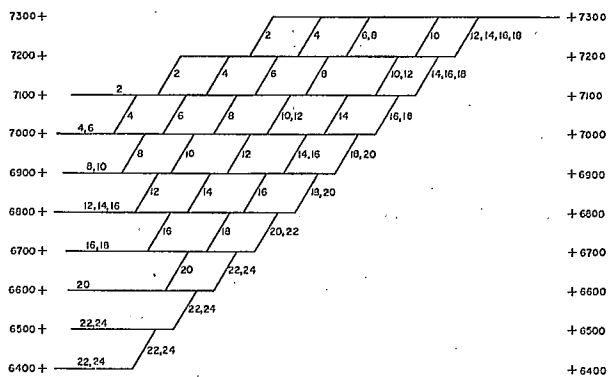 7300+ +7300
2 4 6,8 10 12,14,16,18
7200+ +7200
2 4 6 8 10,12 14,16,18
7100+ 2 +7100
4 6 8 10,12 14 16,18
7000+ 4,6 +7000
8 10 12 14,16 18,20
6900+ 8,10 +6900
12 14 16 18,20
6800+ 12,14,16 +6800
16 18 20,22
6700+ 16,18 +6700
20 22,24
6600+ 20 +6600
22,24
6500+ 22,24 +6500
22,24
6400+ 22,24 +6400